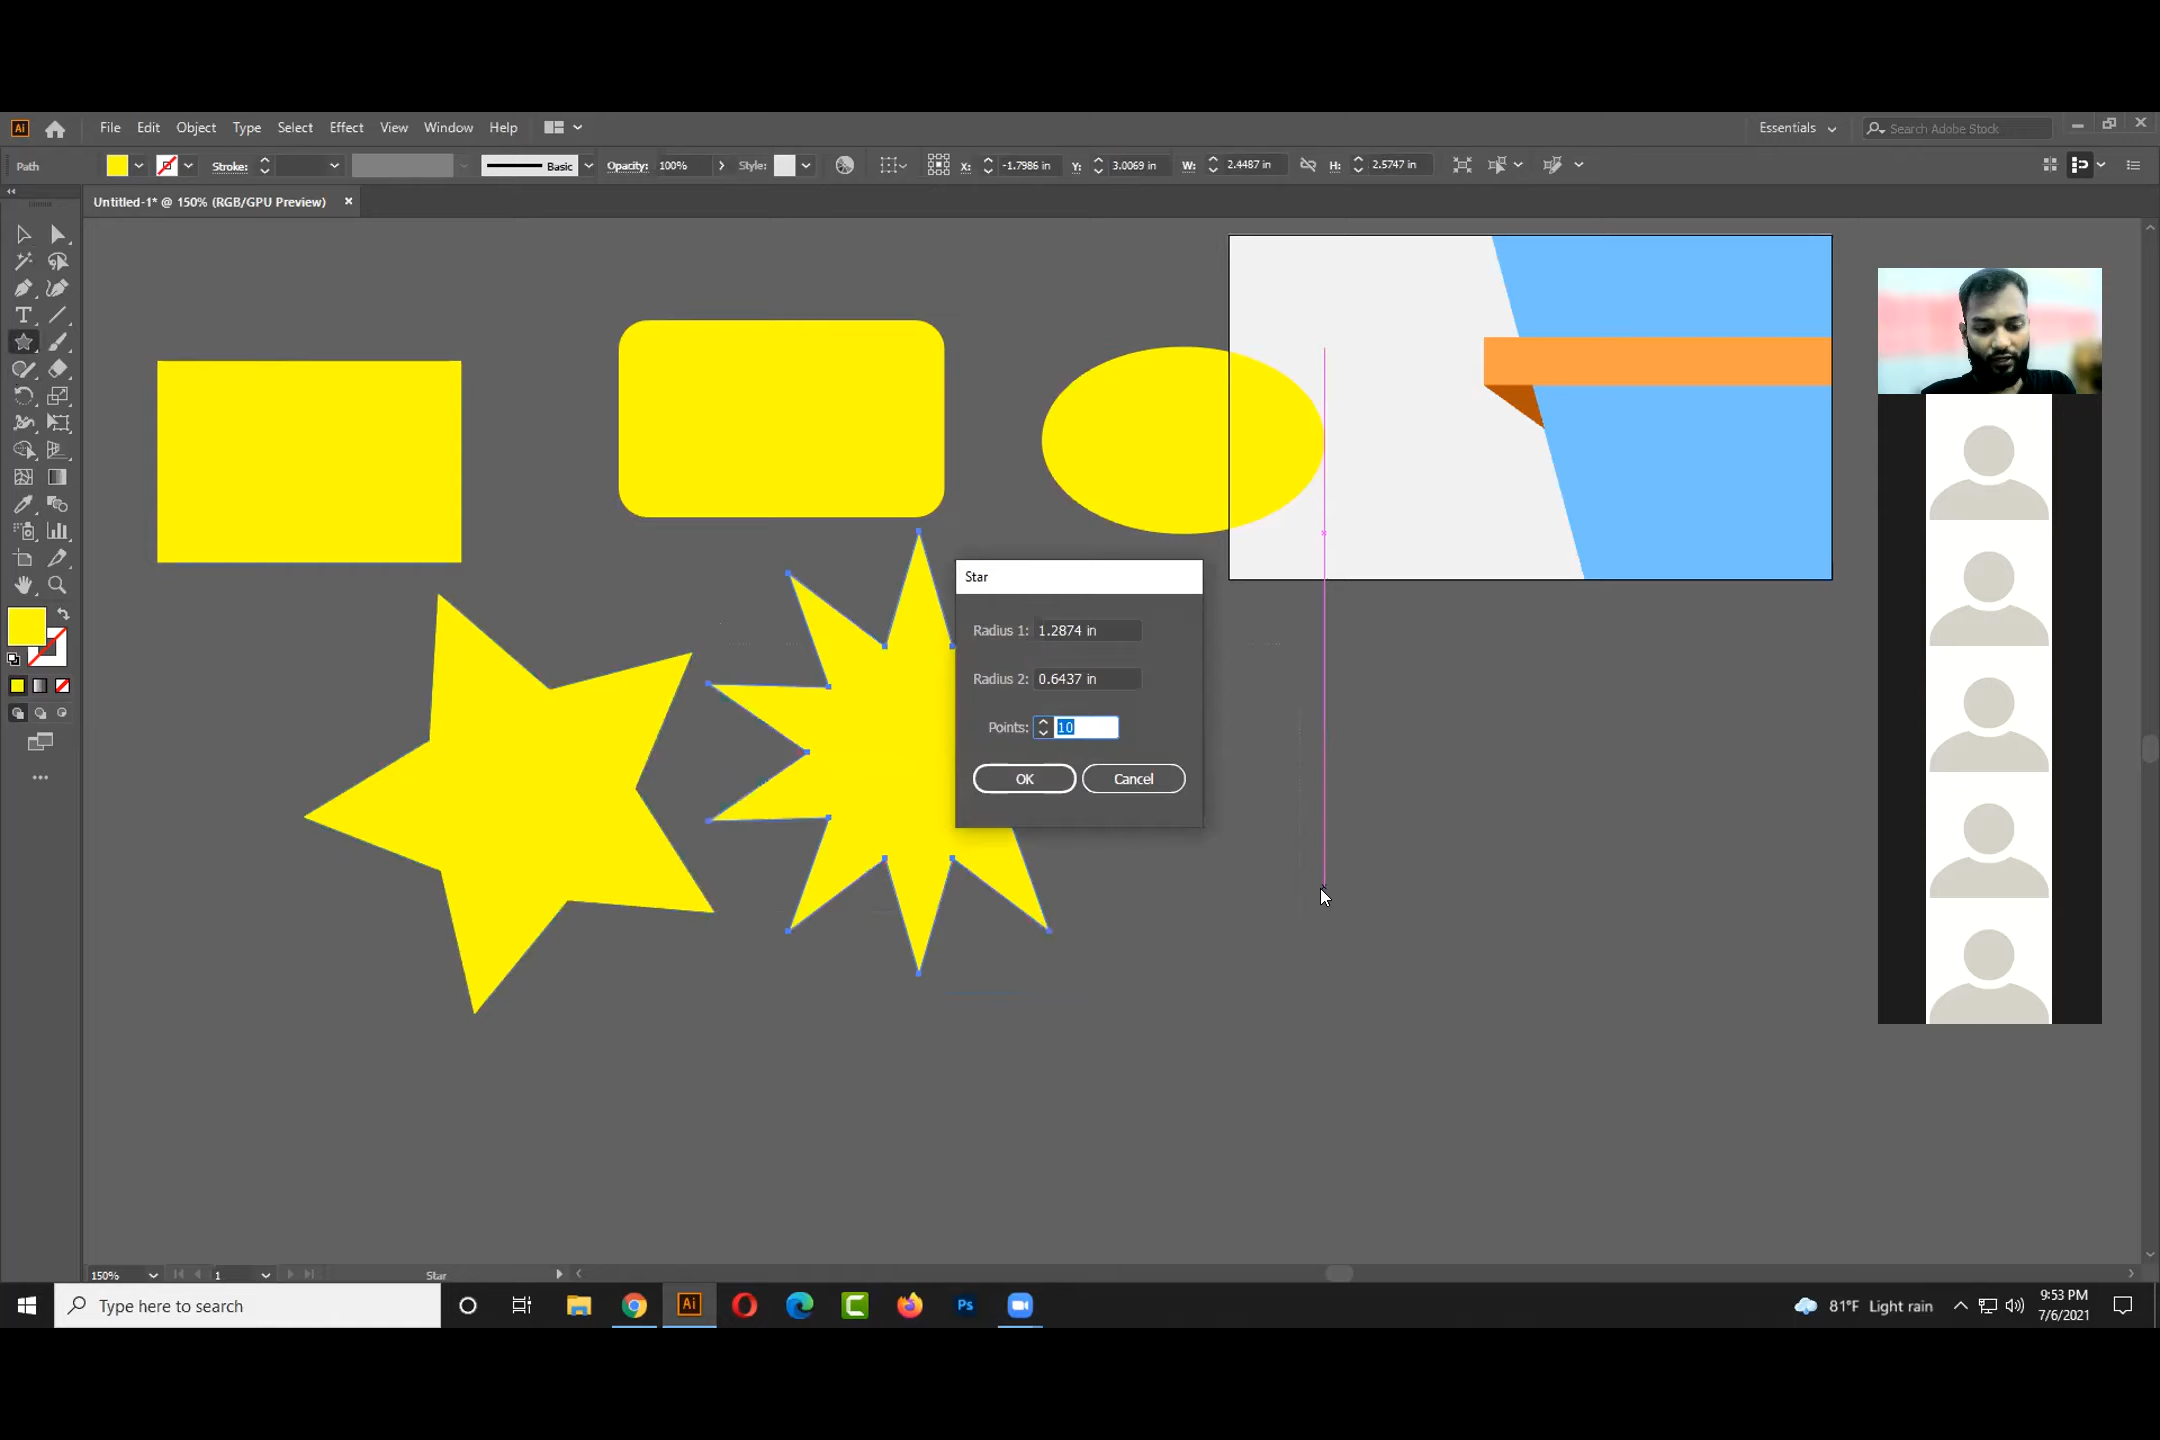 Ai File Edit Object Type Select Effect View Window Help Essentials Search Adobe Stock
Path Stroke: Basic Opacity: 100% Style: X: -1.7986 in Y: 3.0069 in W: 2.4487 in H: 2.5747 in
Untitled-1* @ 150% (RGB/GPU Preview)
Star
Radius 1: 1.2874 in
Radius 2: 0.6437 in
Points: 10
OK Cancel
150% 1 Star
Type here to search Ai Ps 81°F Light rain 9:53 PM
7/6/2021